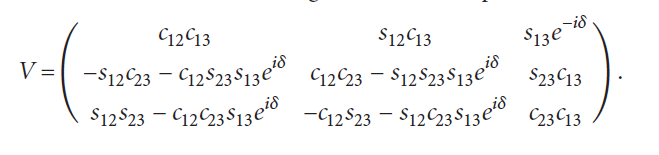 c₁₂c₁₃ s₁₂c₁₃ s₁₃e^{−iδ}
V = ( −s₁₂c₂₃ − c₁₂s₂₃s₁₃e^{iδ} c₁₂c₂₃ − s₁₂s₂₃s₁₃e^{iδ} s₂₃c₁₃ ) .
s₁₂s₂₃ − c₁₂c₂₃s₁₃e^{iδ} −c₁₂s₂₃ − s₁₂c₂₃s₁₃e^{iδ} c₂₃c₁₃